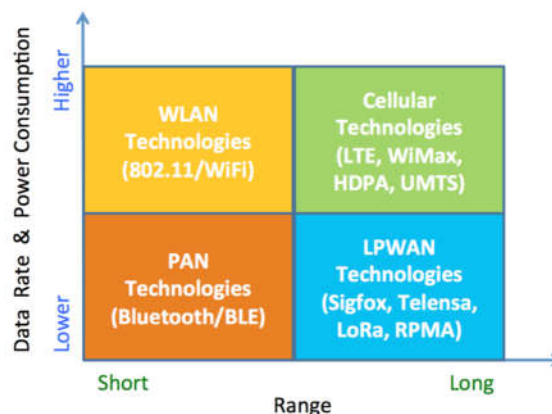 Data Rate & Power Consumption
Higher
Lower
WLAN
Technologies
(802.11/WiFi)
Cellular
Technologies
(LTE, WiMax,
HDPA, UMTS)
PAN
Technologies
(Bluetooth/BLE)
LPWAN
Technologies
(Sigfox, Telensa,
LoRa, RPMA)
Short
Long
Range